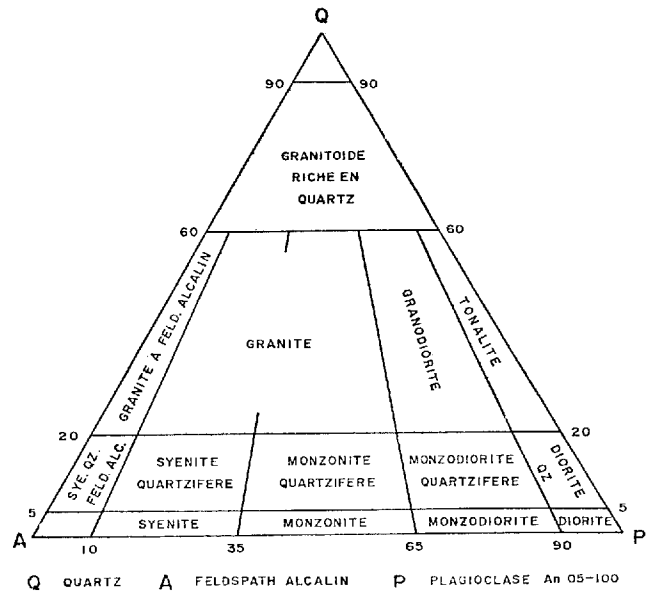 Q
90 90
GRANITOIDE
RICHE EN
QUARTZ
60 60
GRANITE À FELD. ALCALIN
GRANITE
GRANODIORITE
TONALITE
20 20
SYE. QZ.
FELD. ALC.
SYENITE
QUARTZIFERE
MONZONITE
QUARTZIFERE
MONZODIORITE
QUARTZIFERE
DIORITE
QZ
5 5
SYENITE MONZONITE MONZODIORITE DIORITE
A P
10 35 65 90
Q QUARTZ A FELDSPATH ALCALIN P PLAGIOCLASE An 05-100